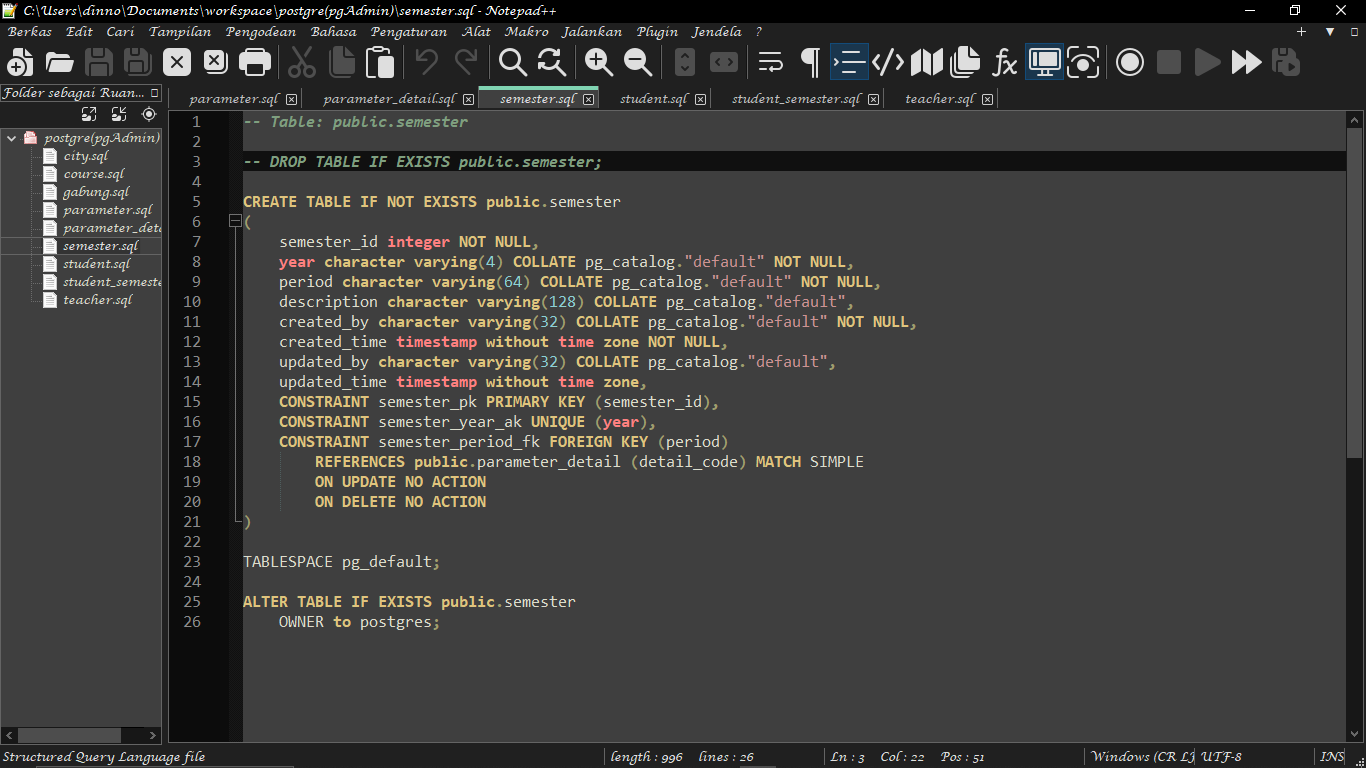 C:\Users\dinno\Documents\workspace\postgre(pgAdmin)\semester.sql - Notepad++
Berkas Edit Cari Tampilan Pengodean Bahasa Pengaturan Alat Makro Jalankan Plugin Jendela ?
Folder sebagai Ruan...
parameter.sql parameter_detail.sql semester.sql student.sql student_semester.sql teacher.sql
postgre(pgAdmin)
city.sql
course.sql
gabung.sql
parameter.sql
parameter_deta
semester.sql
student.sql
student_semeste
teacher.sql
1 -- Table: public.semester
2
3 -- DROP TABLE IF EXISTS public.semester;
4
5 CREATE TABLE IF NOT EXISTS public.semester
6 (
7 semester_id integer NOT NULL,
8 year character varying(4) COLLATE pg_catalog."default" NOT NULL,
9 period character varying(64) COLLATE pg_catalog."default" NOT NULL,
10 description character varying(128) COLLATE pg_catalog."default",
11 created_by character varying(32) COLLATE pg_catalog."default" NOT NULL,
12 created_time timestamp without time zone NOT NULL,
13 updated_by character varying(32) COLLATE pg_catalog."default",
14 updated_time timestamp without time zone,
15 CONSTRAINT semester_pk PRIMARY KEY (semester_id),
16 CONSTRAINT semester_year_ak UNIQUE (year),
17 CONSTRAINT semester_period_fk FOREIGN KEY (period)
18 REFERENCES public.parameter_detail (detail_code) MATCH SIMPLE
19 ON UPDATE NO ACTION
20 ON DELETE NO ACTION
21 )
22
23 TABLESPACE pg_default;
24
25 ALTER TABLE IF EXISTS public.semester
26 OWNER to postgres;
Structured Query Language file length : 996 lines : 26 Ln : 3 Col : 22 Pos : 51 Windows (CR LF UTF-8 INS